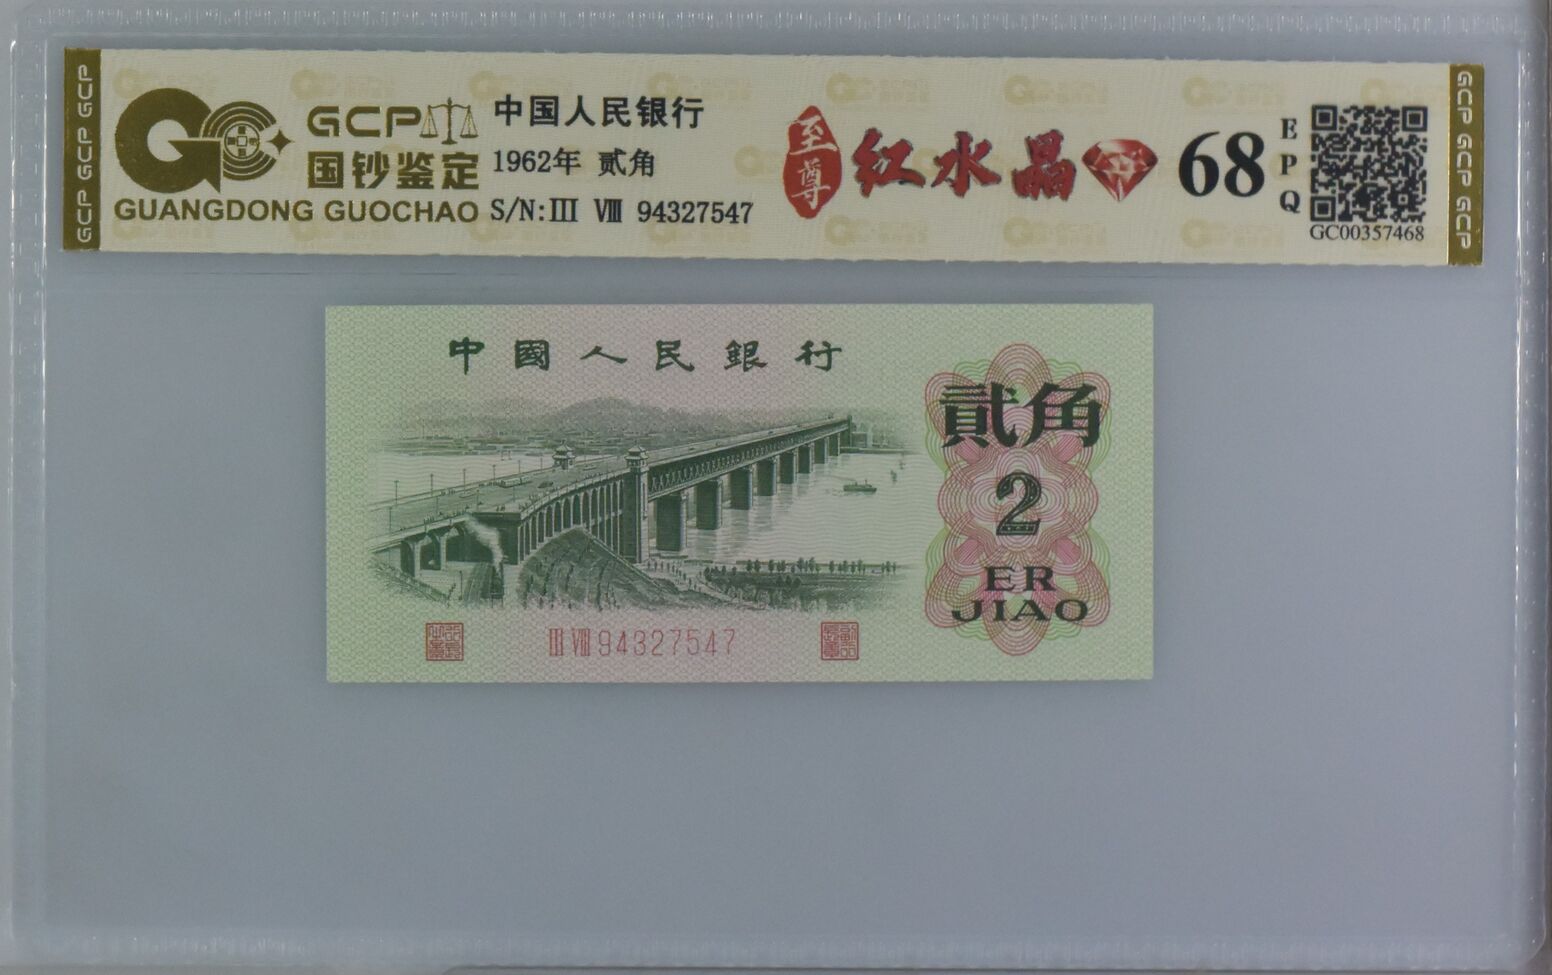 GCP GCP GCP
GCP
国钞鉴定
GUANGDONG GUOCHAO
中国人民银行
1962年 贰角
S/N:III VIII 94327547
至尊
红水晶
68
EPQ
GC00357468
GCP GCP GCP
中國人民銀行
貳角
2
ER
JIAO
III VIII 94327547